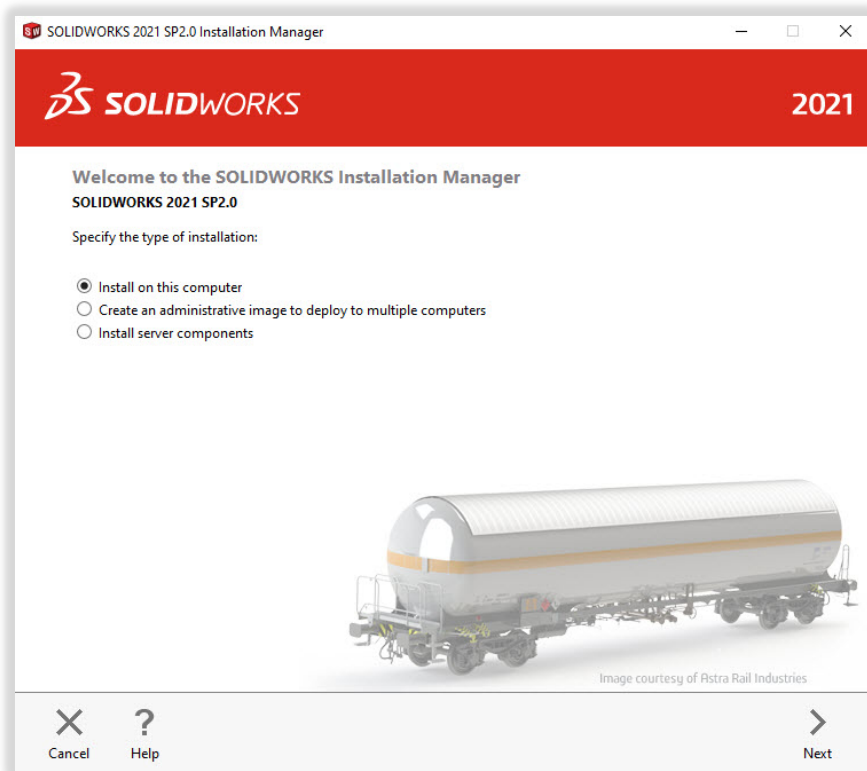 SOLIDWORKS 2021 SP2.0 Installation Manager
SOLIDWORKS
2021
Welcome to the SOLIDWORKS Installation Manager
SOLIDWORKS 2021 SP2.0
Specify the type of installation:
Install on this computer
Create an administrative image to deploy to multiple computers
Install server components
Image courtesy of Astra Rail Industries
Cancel
Help
Next